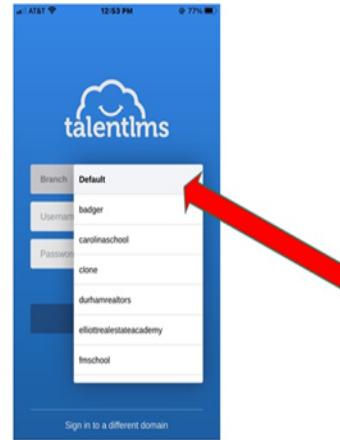 AT&T 12:53 PM 77%
talentlms
Branch Default
Usernam badger
carolinaschool
Passwor
clone
durhamrealtors
elliottrealestateacademy
fmschool
Sign in to a different domain